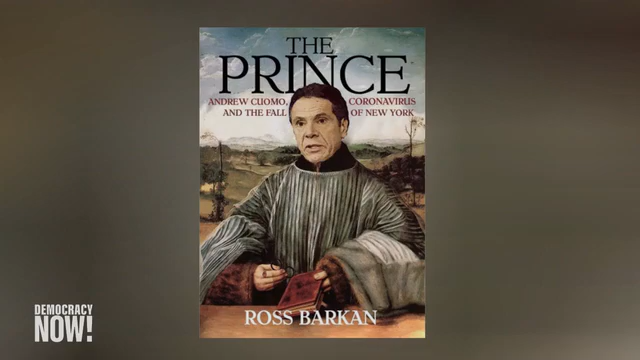 THE
PRINCE
ANDREW CUOMO, CORONAVIRUS
AND THE FALL OF NEW YORK
ROSS BARKAN
DEMOCRACY
NOW!